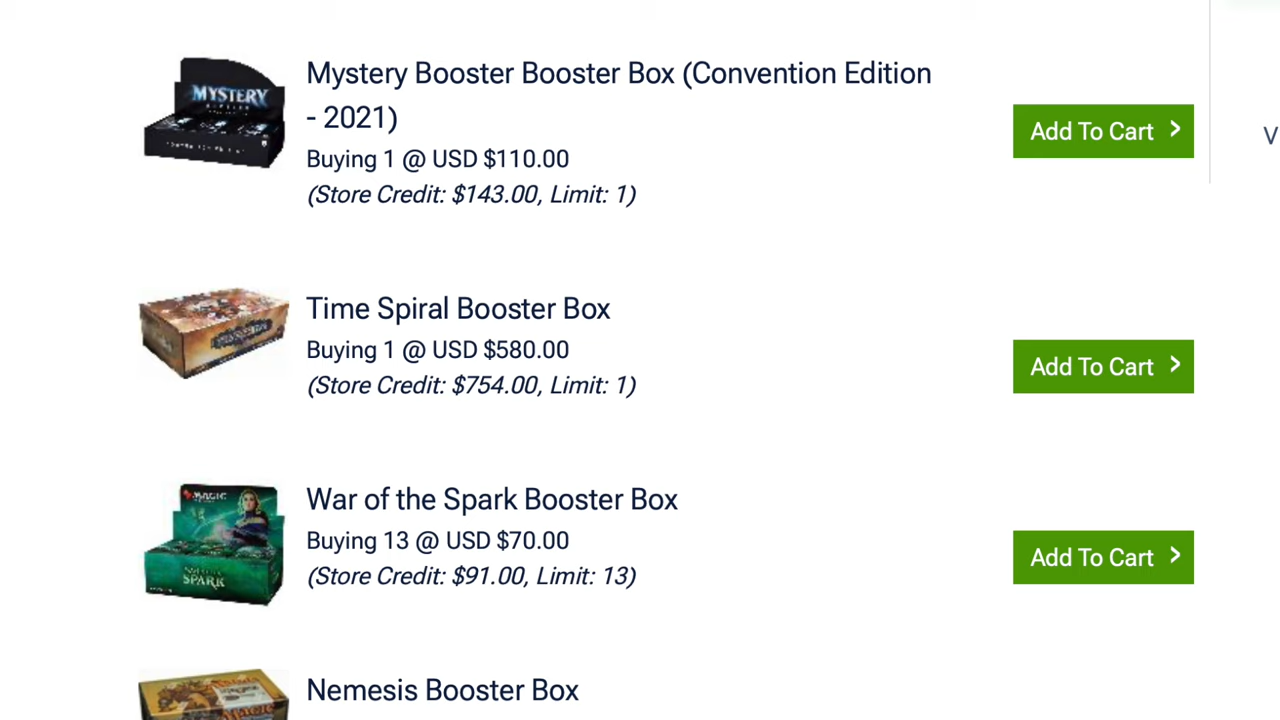 Mystery Booster Booster Box (Convention Edition
- 2021)
Buying 1 @ USD $110.00
(Store Credit: $143.00, Limit: 1)
Add To Cart >
V
MYSTERY
Time Spiral Booster Box
Buying 1 @ USD $580.00
(Store Credit: $754.00, Limit: 1)
Add To Cart >
War of the Spark Booster Box
Buying 13 @ USD $70.00
(Store Credit: $91.00, Limit: 13)
Add To Cart >
MAGIC
SPARK
Nemesis Booster Box